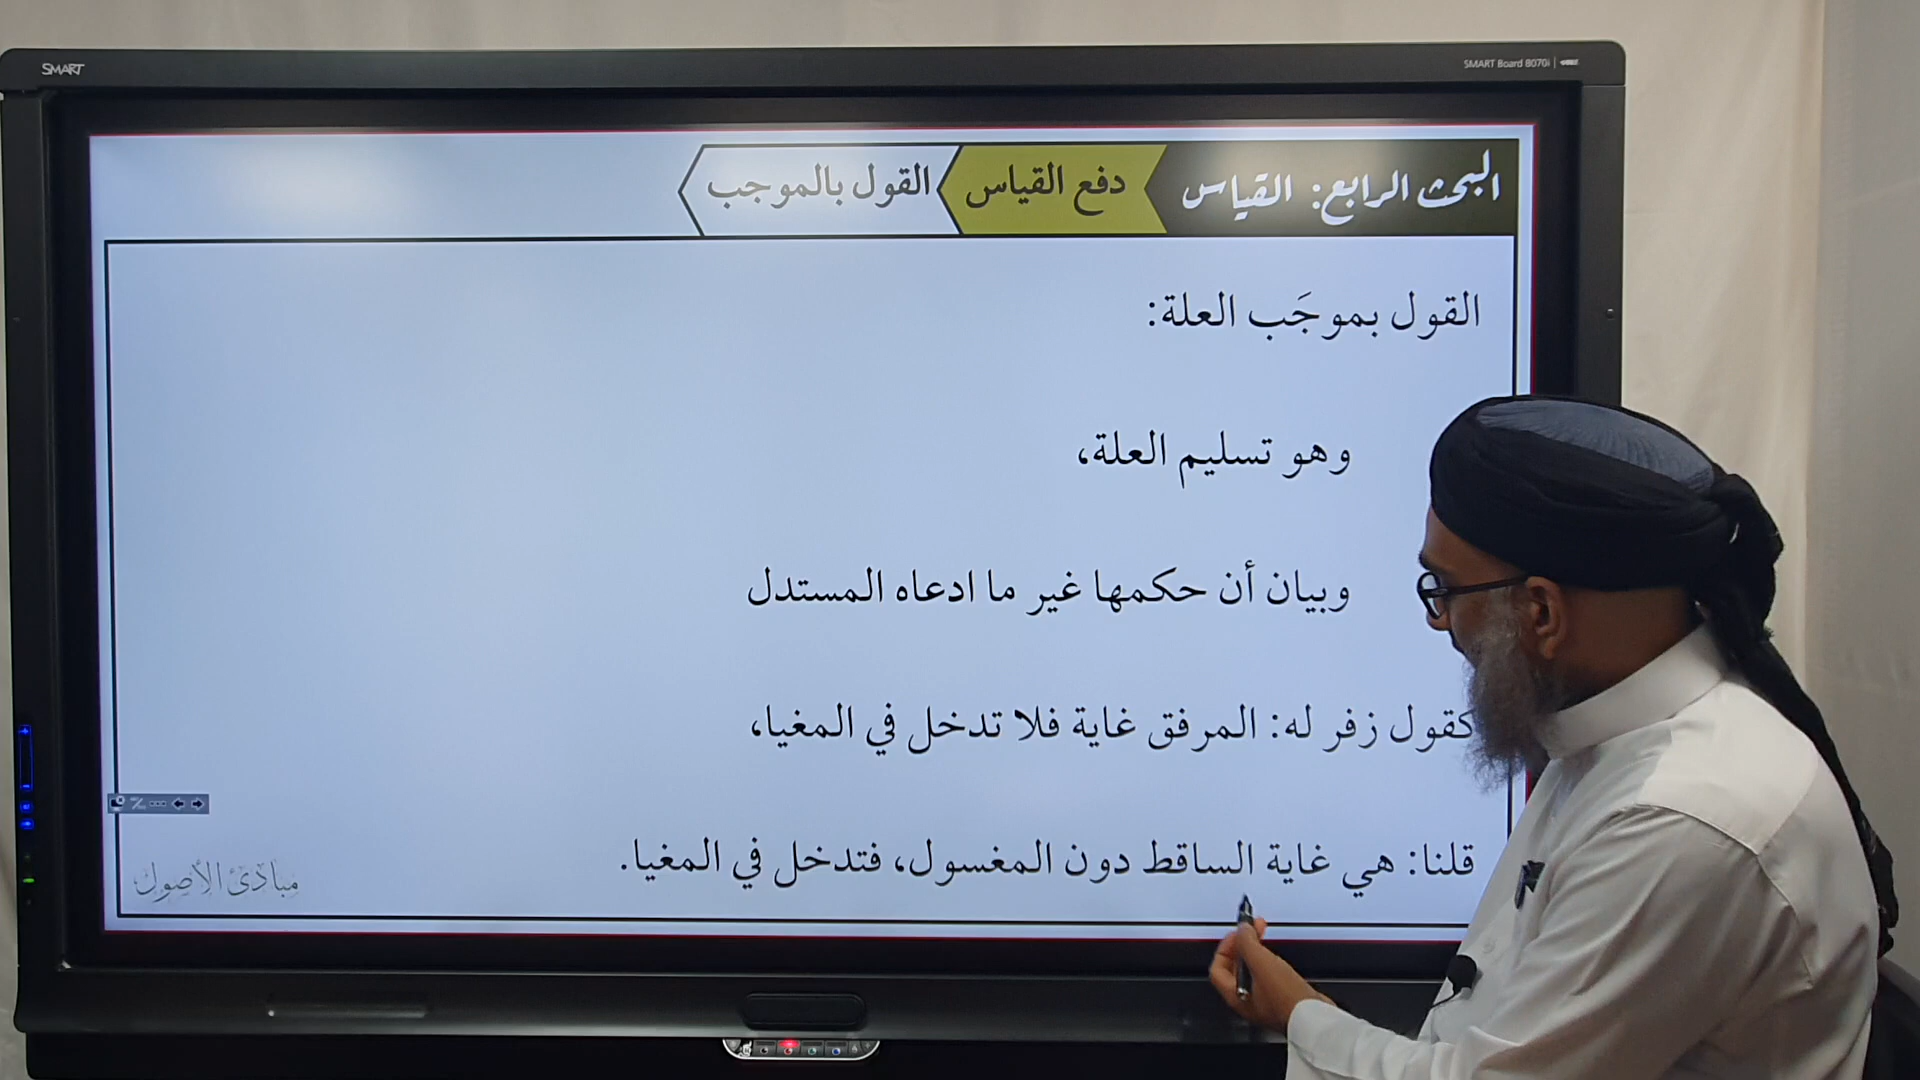 SMART
SMART Board 8070i
البحث الرابع: القياس
دفع القياس
القول بالموجب
القول بموجَب العلة:
وهو تسليم العلة،
وبيان أن حكمها غير ما ادعاه المستدل
كقول زفر له: المرفق غاية فلا تدخل في المغيا،
قلنا: هي غاية الساقط دون المغسول، فتدخل في المغيا.
مبادئ الأصول